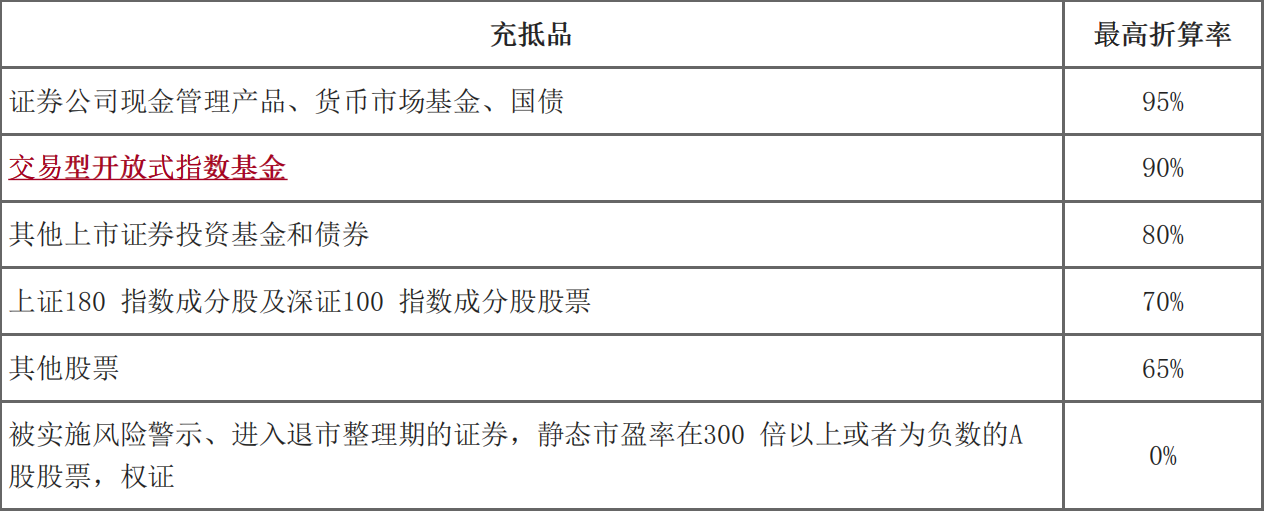 充抵品
最高折算率
证券公司现金管理产品、货币市场基金、国债
95%
交易型开放式指数基金
90%
其他上市证券投资基金和债券
80%
上证180 指数成分股及深证100 指数成分股股票
70%
其他股票
65%
被实施风险警示、进入退市整理期的证券，静态市盈率在300 倍以上或者为负数的A
股股票，权证
0%